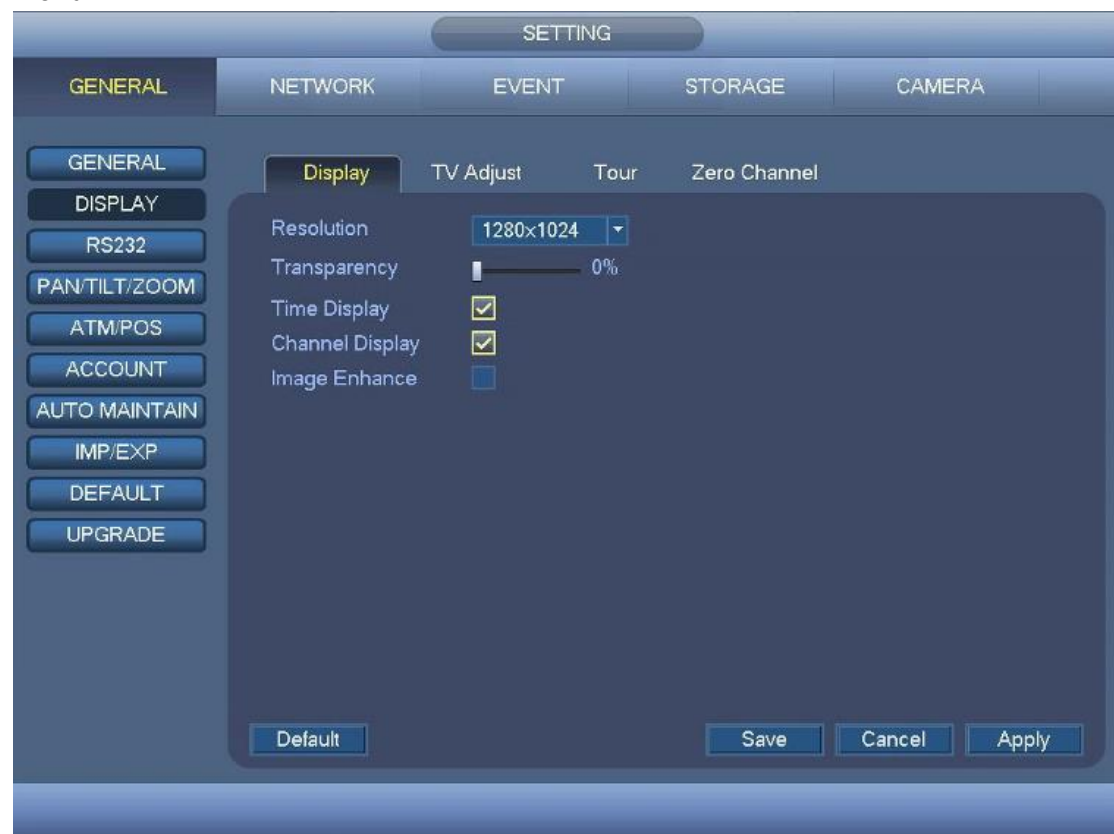 SETTING
GENERAL NETWORK EVENT STORAGE CAMERA
GENERAL
DISPLAY
RS232
PAN/TILT/ZOOM
ATM/POS
ACCOUNT
AUTO MAINTAIN
IMP/EXP
DEFAULT
UPGRADE
Display TV Adjust Tour Zero Channel
Resolution 1280×1024
Transparency 0%
Time Display
Channel Display
Image Enhance
Default Save Cancel Apply